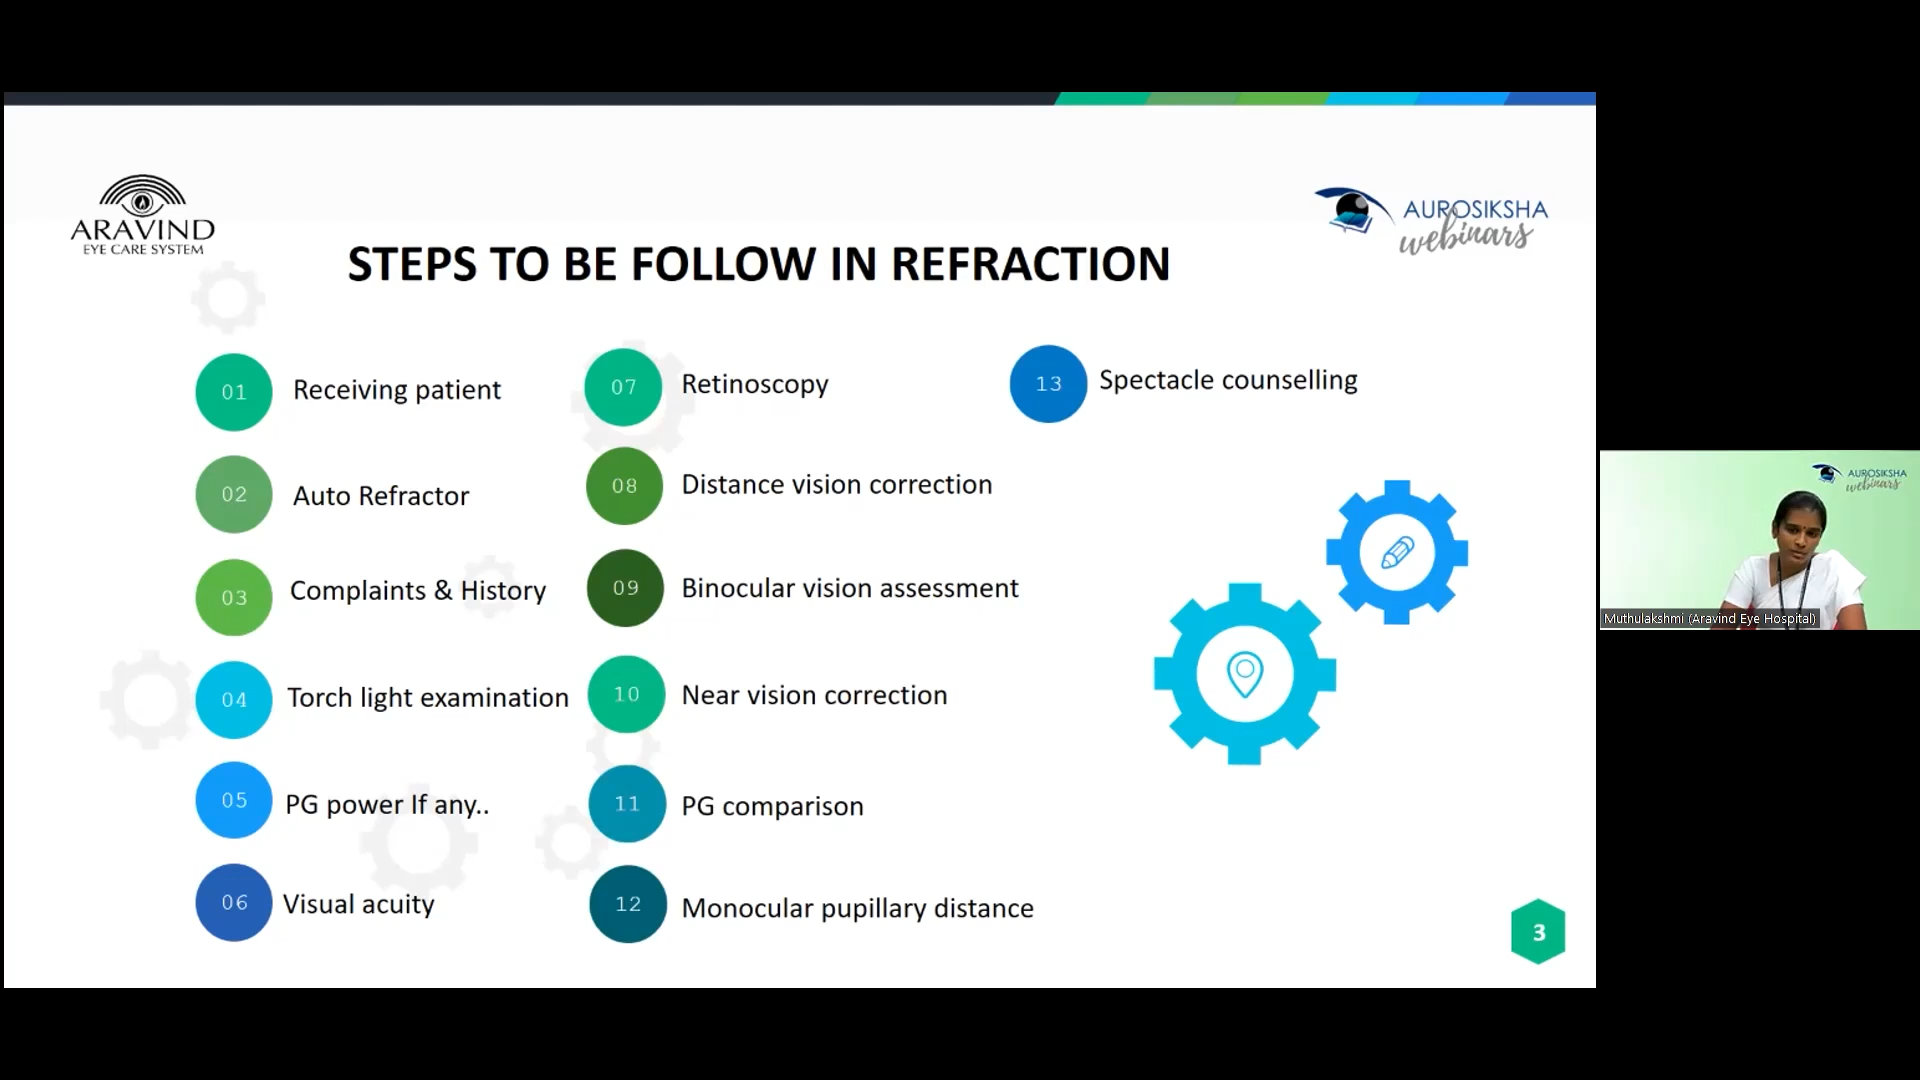 ARAVIND
EYE CARE SYSTEM
AUROSIKSHA
webinars
STEPS TO BE FOLLOW IN REFRACTION
01 Receiving patient
02 Auto Refractor
03 Complaints & History
04 Torch light examination
05 PG power If any..
06 Visual acuity
07 Retinoscopy
08 Distance vision correction
09 Binocular vision assessment
10 Near vision correction
11 PG comparison
12 Monocular pupillary distance
13 Spectacle counselling
3
AUROSIKSHA
webinars
Muthulakshmi (Aravind Eye Hospital)